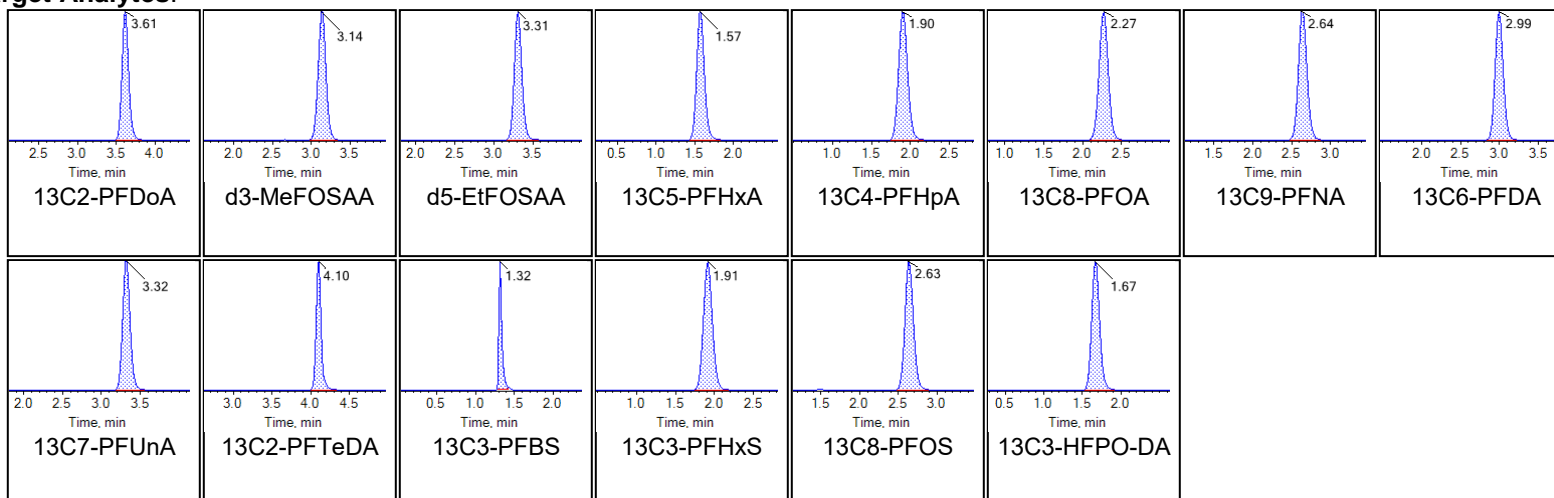 rget Analytes:
3.61
2.5 3.0 3.5 4.0
Time, min
13C2-PFDoA
3.14
2.0 2.5 3.0 3.5
Time, min
d3-MeFOSAA
3.31
2.0 2.5 3.0 3.5
Time, min
d5-EtFOSAA
1.57
0.5 1.0 1.5 2.0
Time, min
13C5-PFHxA
1.90
1.0 1.5 2.0 2.5
Time, min
13C4-PFHpA
2.27
1.0 1.5 2.0 2.5
Time, min
13C8-PFOA
2.64
1.5 2.0 2.5 3.0
Time, min
13C9-PFNA
2.99
2.0 2.5 3.0 3.5
Time, min
13C6-PFDA
3.32
2.0 2.5 3.0 3.5
Time, min
13C7-PFUnA
4.10
3.0 3.5 4.0 4.5
Time, min
13C2-PFTeDA
1.32
0.5 1.0 1.5 2.0
Time, min
13C3-PFBS
1.91
1.0 1.5 2.0 2.5
Time, min
13C3-PFHxS
2.63
1.5 2.0 2.5 3.0
Time, min
13C8-PFOS
1.67
0.5 1.0 1.5 2.0
Time, min
13C3-HFPO-DA